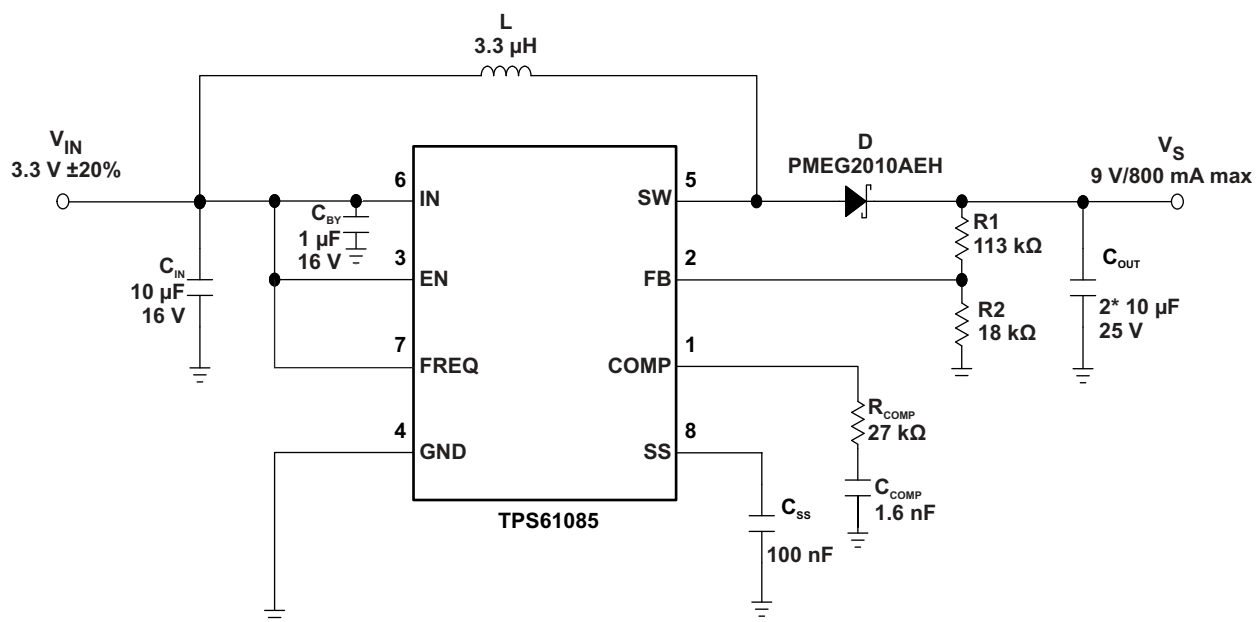 L
3.3 µH
V_IN
3.3 V ±20%
D
PMEG2010AEH
V_S
9 V/800 mA max
6
IN
5
SW
C_BY
1 µF
16 V
R1
113 kΩ
C_IN
10 µF
16 V
3
EN
2
FB
C_OUT
2* 10 µF
25 V
R2
18 kΩ
7
FREQ
1
COMP
R_COMP
27 kΩ
4
GND
8
SS
C_COMP
1.6 nF
C_SS
100 nF
TPS61085